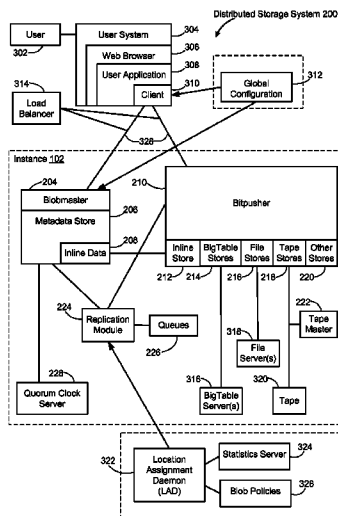 Distributed Storage System 200
User
302
User System
304
Web Browser
306
User Application
308
Client
310
Global
Configuration
312
314
Load
Balancer
328
Instance 102
204
Blobmaster
Metadata Store
206
Inline Data
208
210
Bitpusher
Inline
Store
BigTable
Stores
File
Stores
Tape
Stores
Other
Stores
212
214
216
218
220
222
Tape
Master
224
Replication
Module
Queues
226
318
File
Server(s)
228
Quorum Clock
Server
316
BigTable
Server(s)
320
Tape
322
Location
Assignment
Daemon
(LAD)
Statistics Server
324
Blob Policies
326